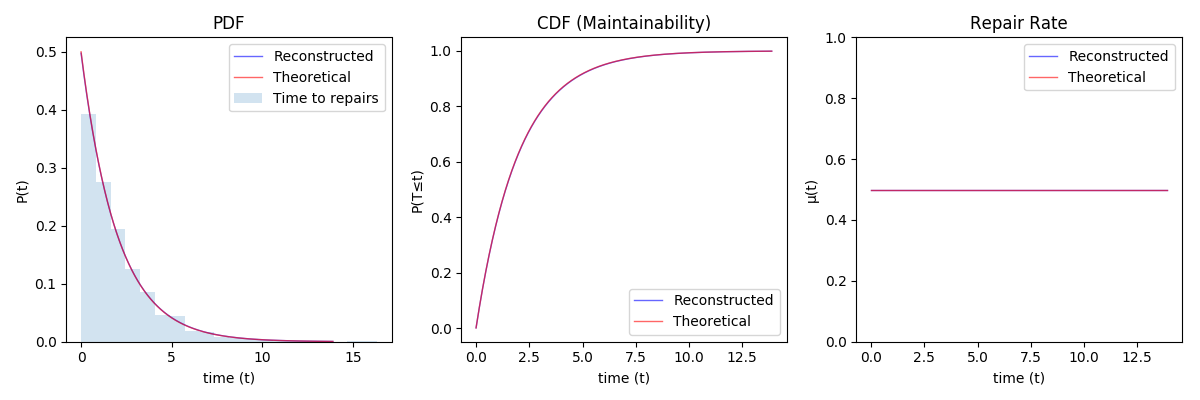 PDF
Reconstructed
Theoretical
Time to repairs
P(t)
0.5
0.4
0.3
0.2
0.1
0.0
0
5
10
15
time (t)
CDF (Maintainability)
P(T≤t)
1.0
0.8
0.6
0.4
0.2
0.0
Reconstructed
Theoretical
0.0
2.5
5.0
7.5
10.0
12.5
time (t)
Repair Rate
Reconstructed
Theoretical
μ(t)
1.0
0.8
0.6
0.4
0.2
0.0
0.0
2.5
5.0
7.5
10.0
12.5
time (t)